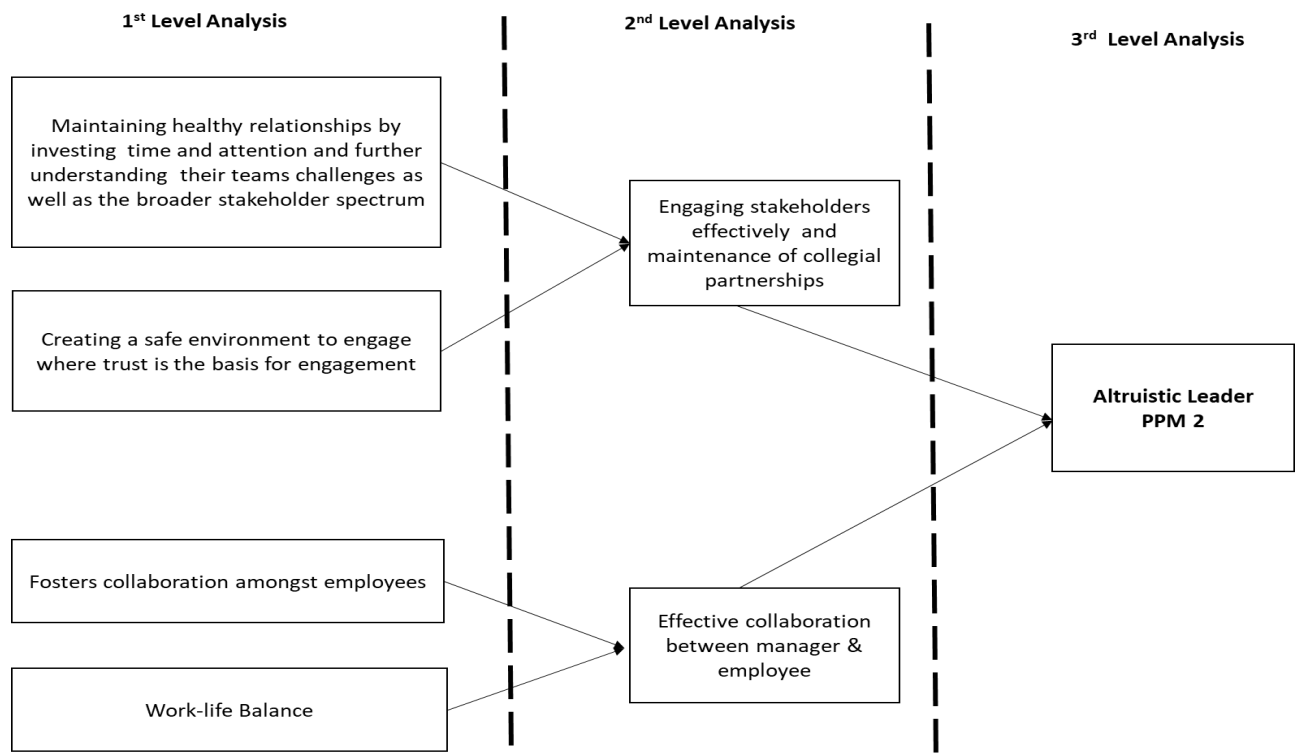 1st Level Analysis
2nd Level Analysis
3rd Level Analysis
Maintaining healthy relationships by
investing time and attention and further
understanding their teams challenges as
well as the broader stakeholder spectrum
Creating a safe environment to engage
where trust is the basis for engagement
Fosters collaboration amongst employees
Work-life Balance
Engaging stakeholders
effectively and
maintenance of collegial
partnerships
Effective collaboration
between manager &
employee
Altruistic Leader
PPM 2